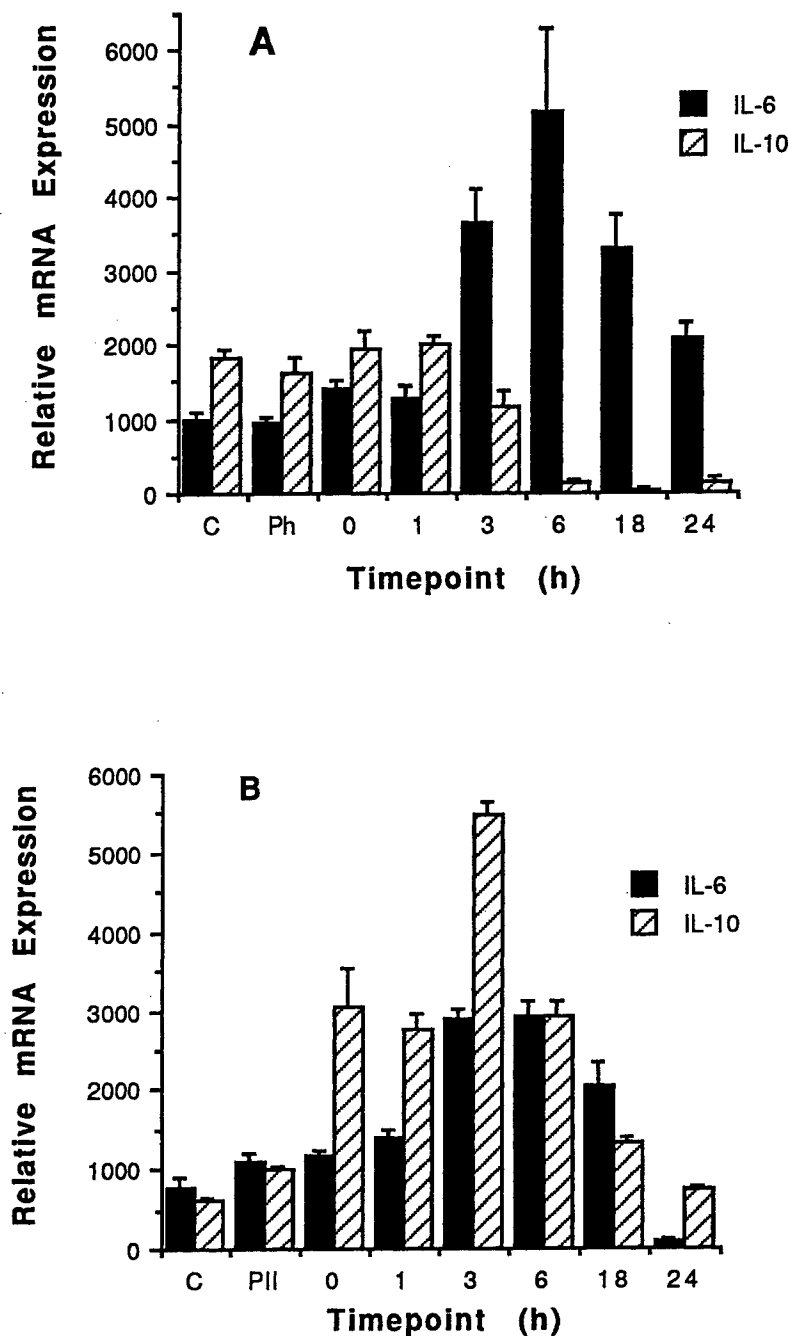 A
Relative mRNA Expression
6000
5000
4000
3000
2000
1000
0
IL-6
IL-10
C Ph 0 1 3 6 18 24
Timepoint (h)
B
Relative mRNA Expression
6000
5000
4000
3000
2000
1000
0
IL-6
IL-10
C PII 0 1 3 6 18 24
Timepoint (h)